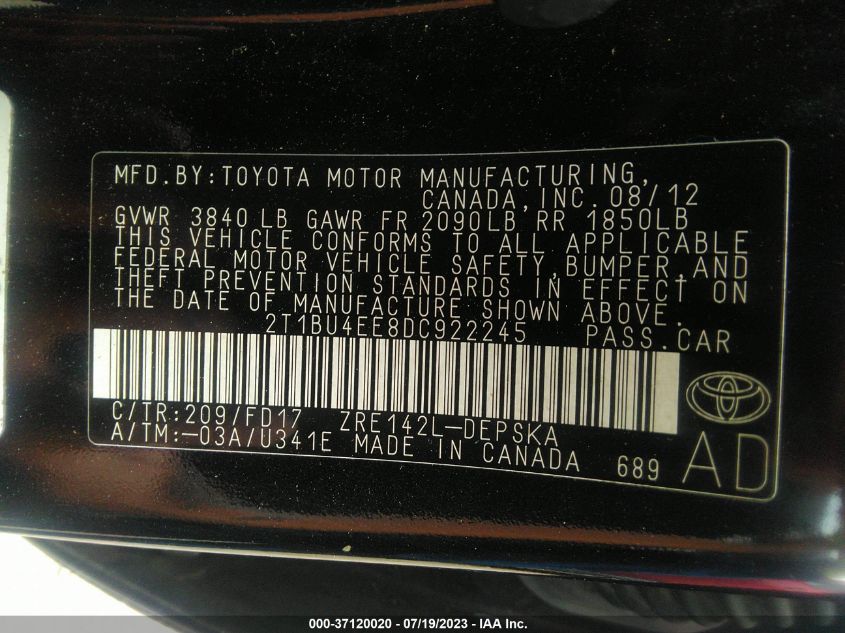 MFD.BY:TOYOTA MOTOR MANUFACTURING,
CANADA,INC.08/12
GVWR 3840LB GAWR FR 2090LB RR 1850LB
THIS VEHICLE CONFORMS TO ALL APPLICABLE
FEDERAL MOTOR VEHICLE SAFETY,BUMPER,AND
THEFT PREVENTION STANDARDS IN EFFECT ON
THE DATE OF MANUFACTURE SHOWN ABOVE.
2T1BU4EE8DC922245 PASS.CAR
C/TR:209/FD17 ZRE142L-DEPSKA
A/TM:-03A/U341E MADE IN CANADA 689
AD
000-37120020 - 07/19/2023 - IAA Inc.